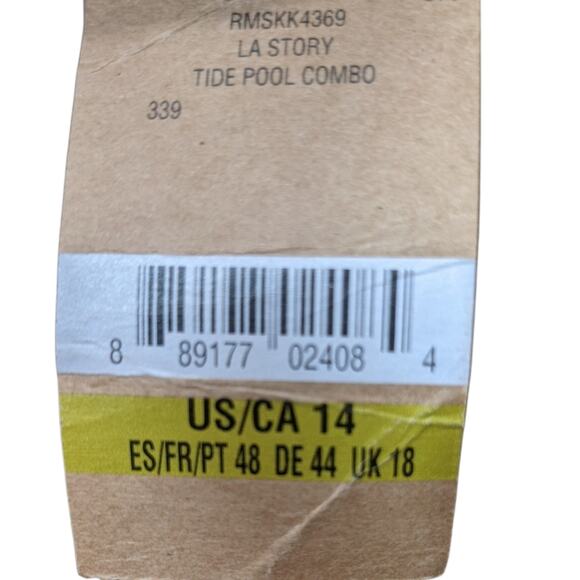 RMSKK4369
LA STORY
TIDE POOL COMBO
339
8 89177 02408 4
US/CA 14
ES/FR/PT 48 DE 44 UK 18